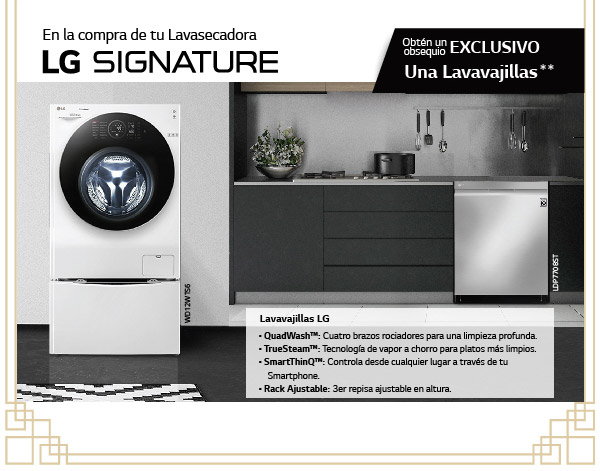 En la compra de tu Lavasecadora
LG SIGNATURE
Obtén un
obsequio EXCLUSIVO
Una Lavavajillas**
LG
WD12WTS6
LDP7708ST
Lavavajillas LG
• QuadWash™: Cuatro brazos rociadores para una limpieza profunda.
• TrueSteam™: Tecnología de vapor a chorro para platos más limpios.
• SmartThinQ™: Controla desde cualquier lugar a través de tu
Smartphone.
• Rack Ajustable: 3er repisa ajustable en altura.